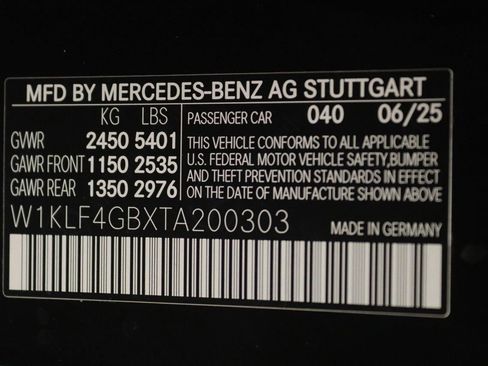 MFD BY MERCEDES-BENZ AG STUTTGART
KG LBS PASSENGER CAR 040 06/25
GVWR 2450 5401 THIS VEHICLE CONFORMS TO ALL APPLICABLE
GAWR FRONT 1150 2535 U.S. FEDERAL MOTOR VEHICLE SAFETY, BUMPER
GAWR REAR 1350 2976 AND THEFT PREVENTION STANDARDS IN EFFECT
ON THE DATE OF MANUFACTURE SHOWN ABOVE
W1KLF4GBXTA200303 MADE IN GERMANY